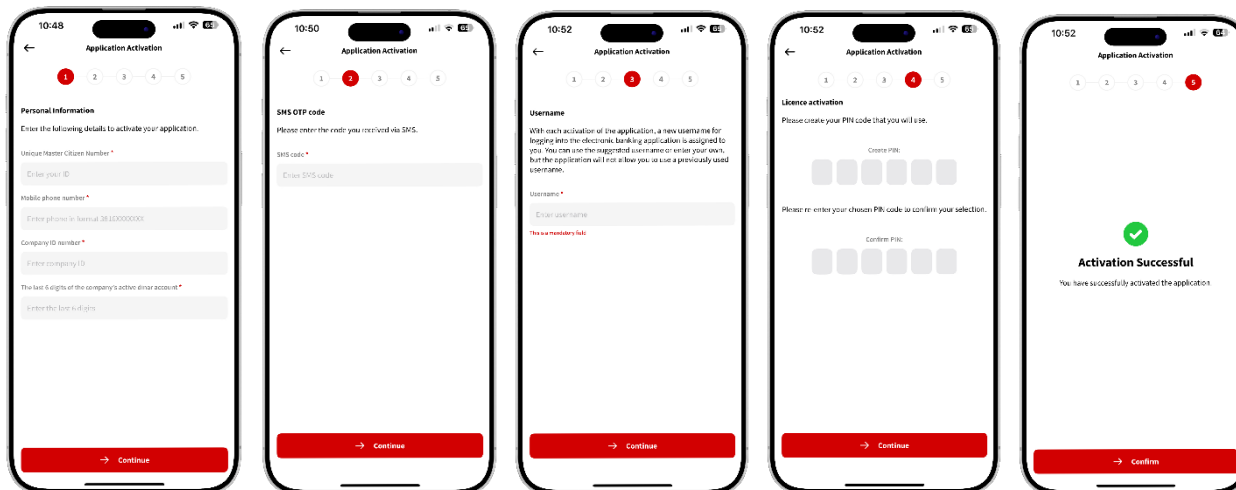 10:48
Application Activation
1 2 3 4 5
Personal Information
Enter the following details to activate your application.
Unique Master Citizen Number *
Enter your ID
Mobile phone number *
Enter phone in format
Company ID number *
Enter company ID
The last 6 digits of the company's active dinar account *
Enter the last 6 digits
→ Continue
10:50
Application Activation
1 2 3 4 5
SMS OTP code
Please enter the code you received via SMS.
SMS code *
Enter SMS code
→ Continue
10:52
Application Activation
1 2 3 4 5
Username
With each activation of the application, a new username for
logging into the electronic banking application is assigned to
you. You can use the suggested username or enter your own,
but the application will not allow you to use a previously used
username.
Username *
Enter username
This is a mandatory field
→ Continue
10:52
Application Activation
1 2 3 4 5
Licence activation
Please create your PIN code that you will use.
Create PIN:
Please re-enter your chosen PIN code to confirm your selection.
Confirm PIN:
→ Continue
10:52
Application Activation
1 2 3 4 5
Activation Successful
You have successfully activated the application
→ Confirm